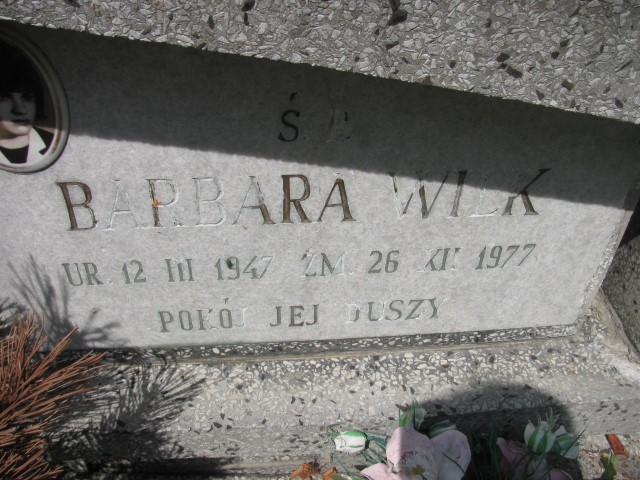 Ś.P.
BARBARA WILK
UR. 12 III 1947 ZM. 26 XII 1977
POKÓJ JEJ DUSZY